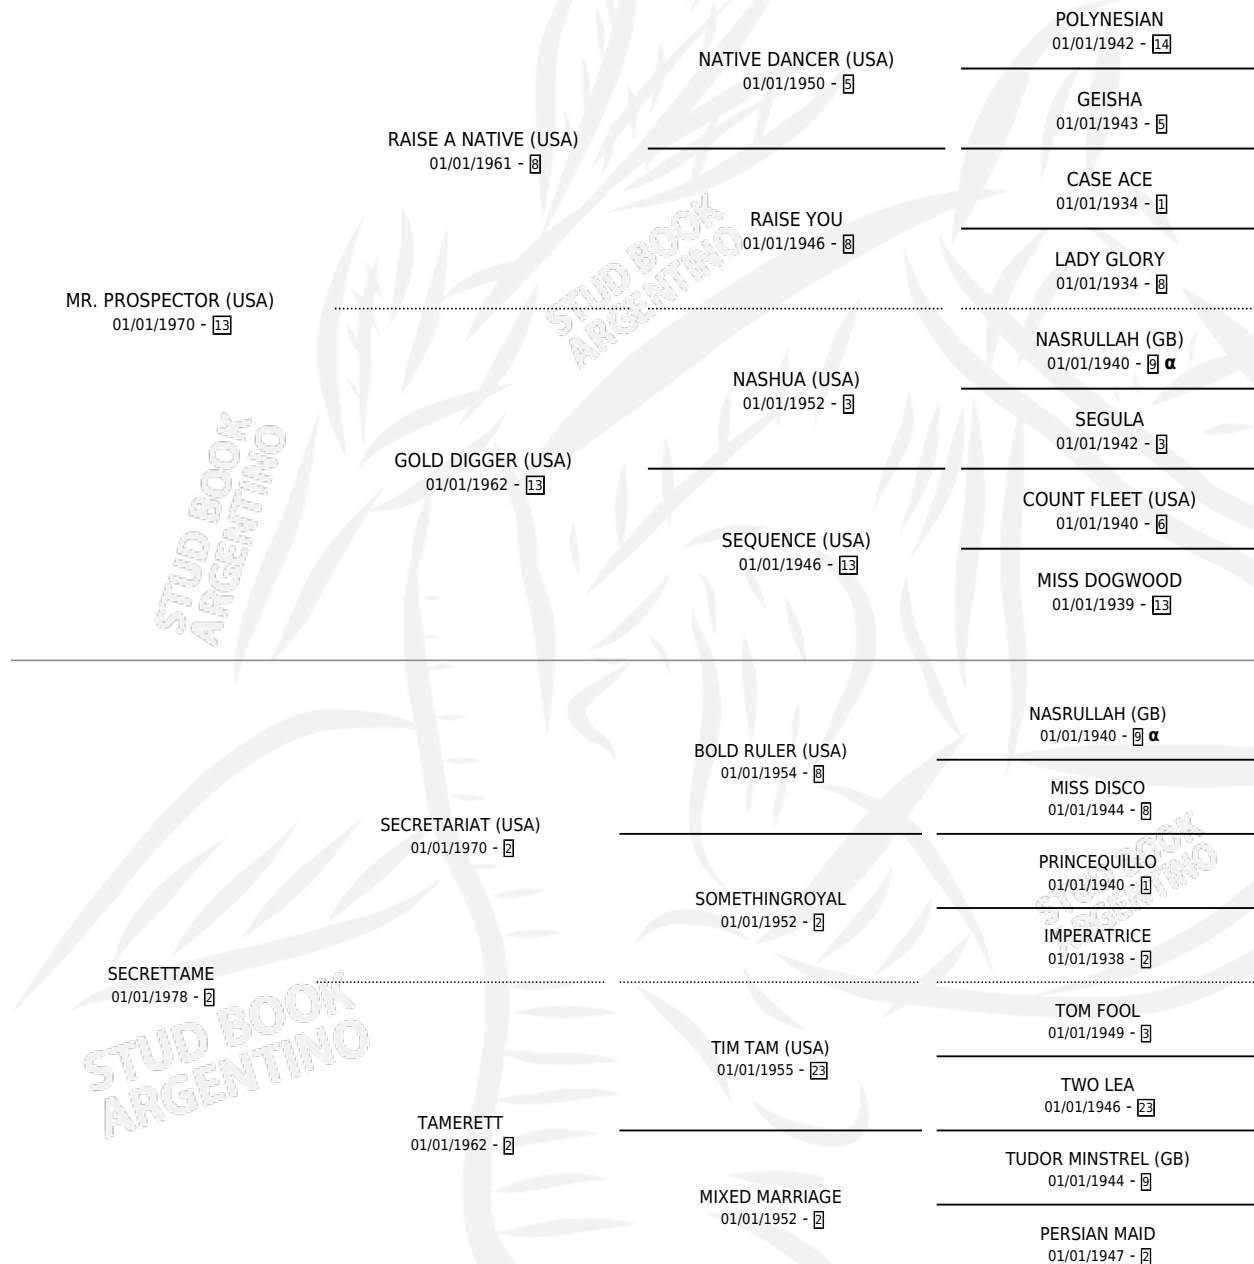 POLYNESIAN
01/01/1942 - 14
NATIVE DANCER (USA)
01/01/1950 - 5
GEISHA
01/01/1943 - 5
RAISE A NATIVE (USA)
01/01/1961 - 8
CASE ACE
01/01/1934 - 1
RAISE YOU
01/01/1946 - 8
LADY GLORY
01/01/1934 - 8
MR. PROSPECTOR (USA)
01/01/1970 - 13
NASRULLAH (GB)
01/01/1940 - 9 α
NASHUA (USA)
01/01/1952 - 3
SEGULA
01/01/1942 - 3
GOLD DIGGER (USA)
01/01/1962 - 13
COUNT FLEET (USA)
01/01/1940 - 6
SEQUENCE (USA)
01/01/1946 - 13
MISS DOGWOOD
01/01/1939 - 13
NASRULLAH (GB)
01/01/1940 - 9 α
BOLD RULER (USA)
01/01/1954 - 8
MISS DISCO
01/01/1944 - 8
SECRETARIAT (USA)
01/01/1970 - 2
PRINCEQUILLO
01/01/1940 - 1
SOMETHINGROYAL
01/01/1952 - 2
IMPERATRICE
01/01/1938 - 2
SECRETTAME
01/01/1978 - 2
TOM FOOL
01/01/1949 - 3
TIM TAM (USA)
01/01/1955 - 23
TWO LEA
01/01/1946 - 23
TAMERETT
01/01/1962 - 2
TUDOR MINSTREL (GB)
01/01/1944 - 9
MIXED MARRIAGE
01/01/1952 - 2
PERSIAN MAID
01/01/1947 - 2
STUD BOOK
ARGENTINO
STUD BOOK
ARGENTINO
STUD BOOK
ARGENTINO
STUD BOOK
ARGENTINO